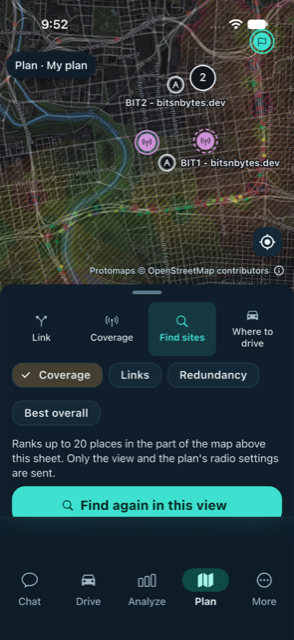 9:52
Plan - My plan
2
A
BIT2 - bitsnbytes.dev
A
BIT1 - bitsnbytes.dev
Protomaps © OpenStreetMap contributors
Link
Coverage
Find sites
Where to
drive
Coverage
Links
Redundancy
Best overall
Ranks up to 20 places in the part of the map above
this sheet. Only the view and the plan's radio settings
are sent.
Find again in this view
Chat
Drive
Analyze
Plan
More